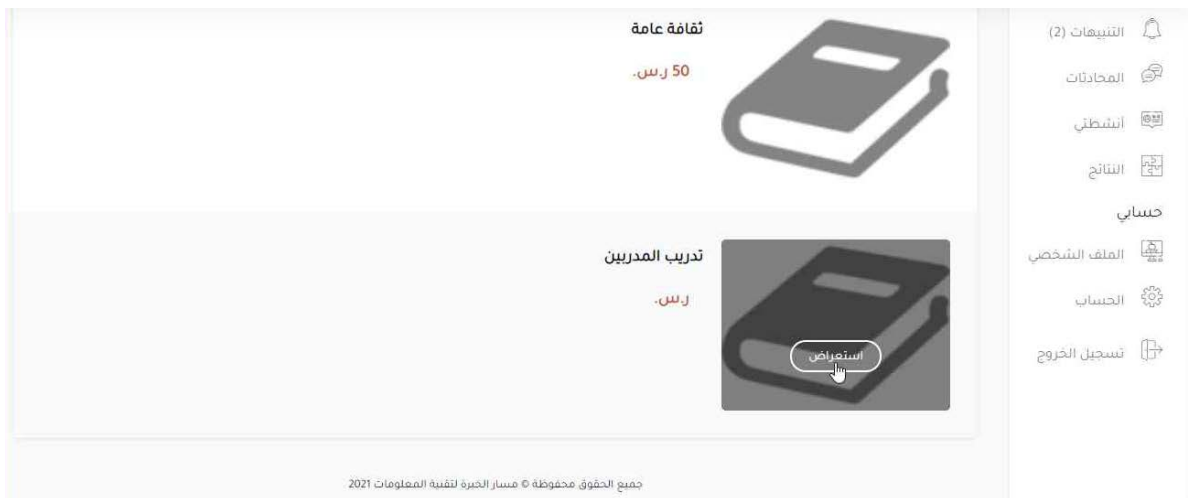 التنبيهات (2)
المحادثات
أنشطتي
النتائج
حسابي
الملف الشخصي
الحساب
تسجيل الخروج
ثقافة عامة
50 ر.س.
تدريب المدربين
ر.س.
استعراض
جميع الحقوق محفوظة © مسار الخبرة لتقنية المعلومات 2021